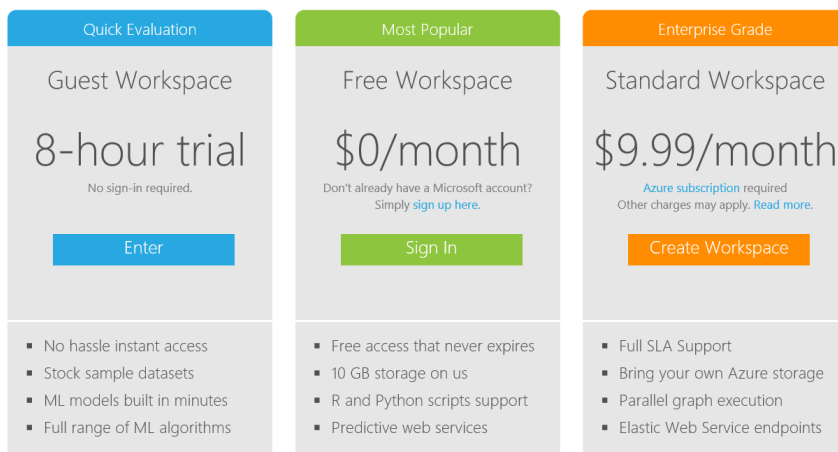 Quick Evaluation
Guest Workspace
8-hour trial
No sign-in required.
Enter
▪ No hassle instant access
▪ Stock sample datasets
▪ ML models built in minutes
▪ Full range of ML algorithms
Most Popular
Free Workspace
$0/month
Don't already have a Microsoft account?
Simply sign up here.
Sign In
▪ Free access that never expires
▪ 10 GB storage on us
▪ R and Python scripts support
▪ Predictive web services
Enterprise Grade
Standard Workspace
$9.99/month
Azure subscription required
Other charges may apply. Read more.
Create Workspace
▪ Full SLA Support
▪ Bring your own Azure storage
▪ Parallel graph execution
▪ Elastic Web Service endpoints